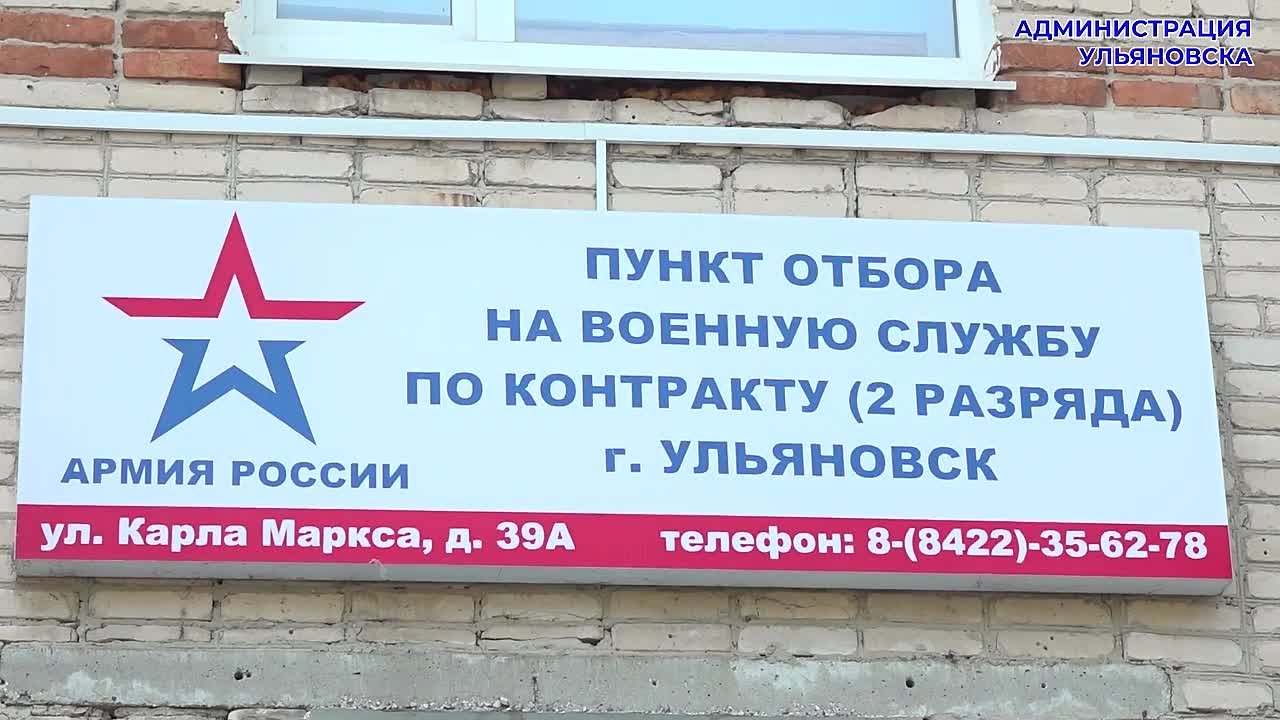 АДМИНИСТРАЦИЯ
УЛЬЯНОВСКА
ПУНКТ ОТБОРА
НА ВОЕННУЮ СЛУЖБУ
ПО КОНТРАКТУ (2 РАЗРЯДА)
г. УЛЬЯНОВСК
АРМИЯ РОССИИ
ул. Карла Маркса, д. 39А телефон: 8-(8422)-35-62-78